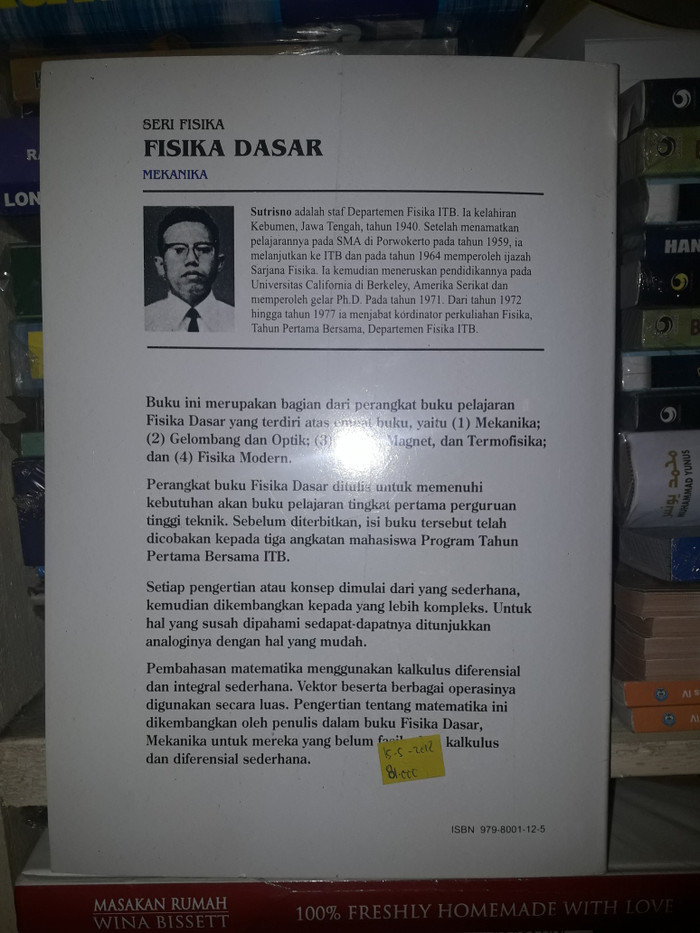 SERI FISIKA
FISIKA DASAR
MEKANIKA
Sutrisno adalah staf Departemen Fisika ITB. Ia kelahiran
Kebumen, Jawa Tengah, tahun 1940. Setelah menamatkan
pelajarannya pada SMA di Porwokerto pada tahun 1959, ia
melanjutkan ke ITB dan pada tahun 1964 memperoleh ijazah
Sarjana Fisika. Ia kemudian meneruskan pendidikannya pada
Universitas California di Berkeley, Amerika Serikat dan
memperoleh gelar Ph.D. Pada tahun 1971. Dari tahun 1972
hingga tahun 1977 ia menjabat kordinator perkuliahan Fisika,
Tahun Pertama Bersama, Departemen Fisika ITB.
Buku ini merupakan bagian dari perangkat buku pelajaran
Fisika Dasar yang terdiri atas empat buku, yaitu (1) Mekanika;
(2) Gelombang dan Optik; (3) Magnet, dan Termofisika;
dan (4) Fisika Modern.
Perangkat buku Fisika Dasar ditulis untuk memenuhi
kebutuhan akan buku pelajaran tingkat pertama perguruan
tinggi teknik. Sebelum diterbitkan, isi buku tersebut telah
dicobakan kepada tiga angkatan mahasiswa Program Tahun
Pertama Bersama ITB.
Setiap pengertian atau konsep dimulai dari yang sederhana,
kemudian dikembangkan kepada yang lebih kompleks. Untuk
hal yang susah dipahami sedapat-dapatnya ditunjukkan
analoginya dengan hal yang mudah.
Pembahasan matematika menggunakan kalkulus diferensial
dan integral sederhana. Vektor beserta berbagai operasinya
digunakan secara luas. Pengertian tentang matematika ini
dikembangkan oleh penulis dalam buku Fisika Dasar,
Mekanika untuk mereka yang belum kalkulus
dan diferensial sederhana.
ISBN 979-8001-12-5
LON
HAN
محمد يونس
MUHAMMAD YUNUS
MASAKAN RUMAH
WINA BISSETT
100% FRESHLY HOMEMADE WITH LOVE